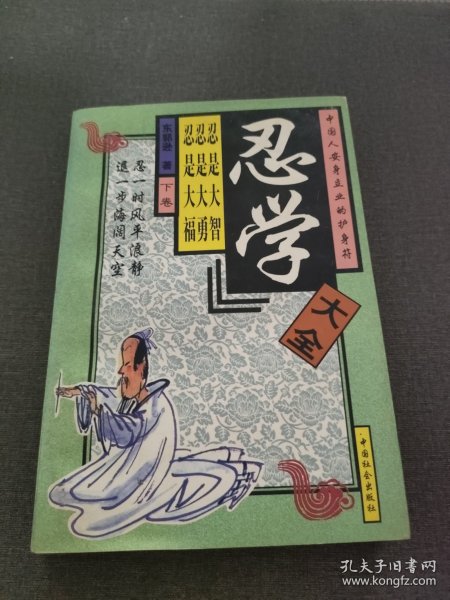 中国人安身立业的护身符
忍学
大全
忍是大智
忍是大勇
忍是大福
东郭逊 著 下卷
忍一时风平浪静
退一步海阔天空
·中国社会出版社
孔夫子旧书网
www.kongfz.com